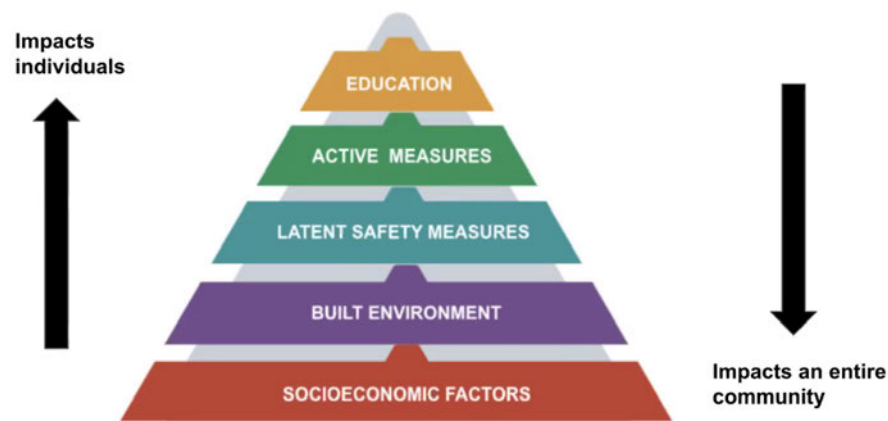 Impacts
individuals
EDUCATION
ACTIVE MEASURES
LATENT SAFETY MEASURES
BUILT ENVIRONMENT
SOCIOECONOMIC FACTORS
Impacts an entire
community